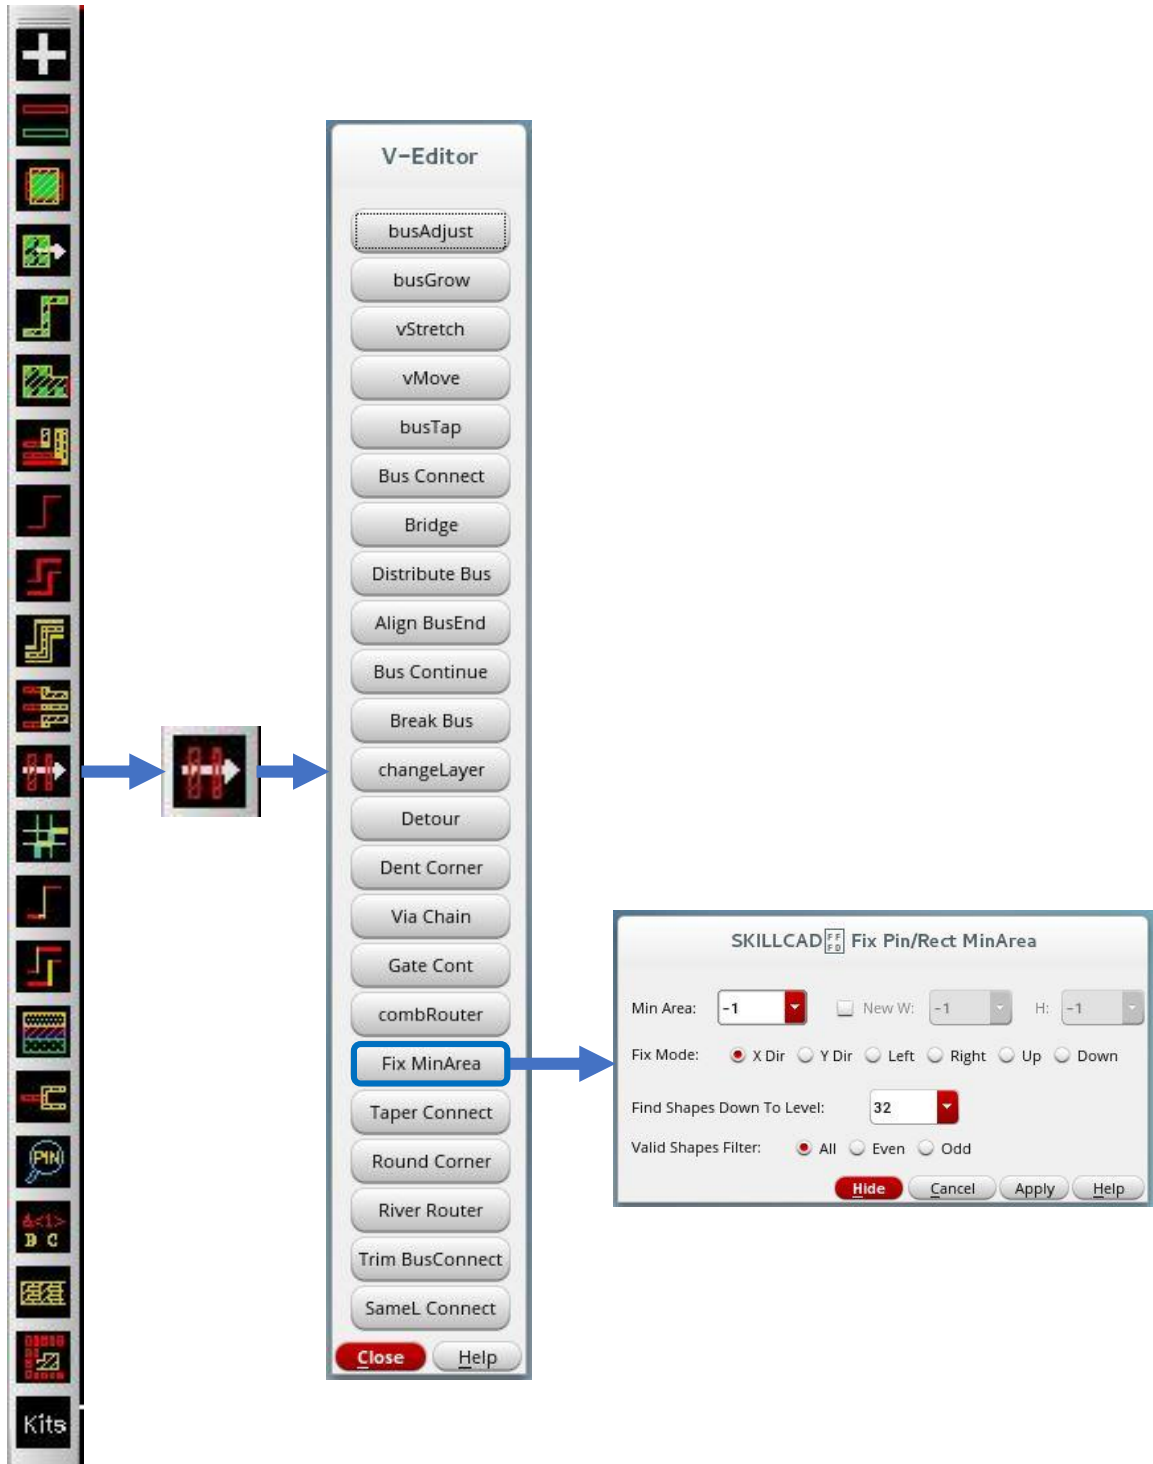 V-Editor
busAdjust
busGrow
vStretch
vMove
busTap
Bus Connect
Bridge
Distribute Bus
Align BusEnd
Bus Continue
Break Bus
changeLayer
Detour
Dent Corner
Via Chain
Gate Cont
combRouter
Fix MinArea
Taper Connect
Round Corner
River Router
Trim BusConnect
SameL Connect
Close Help
SKILLCAD FFFD Fix Pin/Rect MinArea
Min Area: -1 New W: -1 H: -1
Fix Mode: X Dir Y Dir Left Right Up Down
Find Shapes Down To Level: 32
Valid Shapes Filter: All Even Odd
Hide Cancel Apply Help
PIN
<1>
B C
Kits